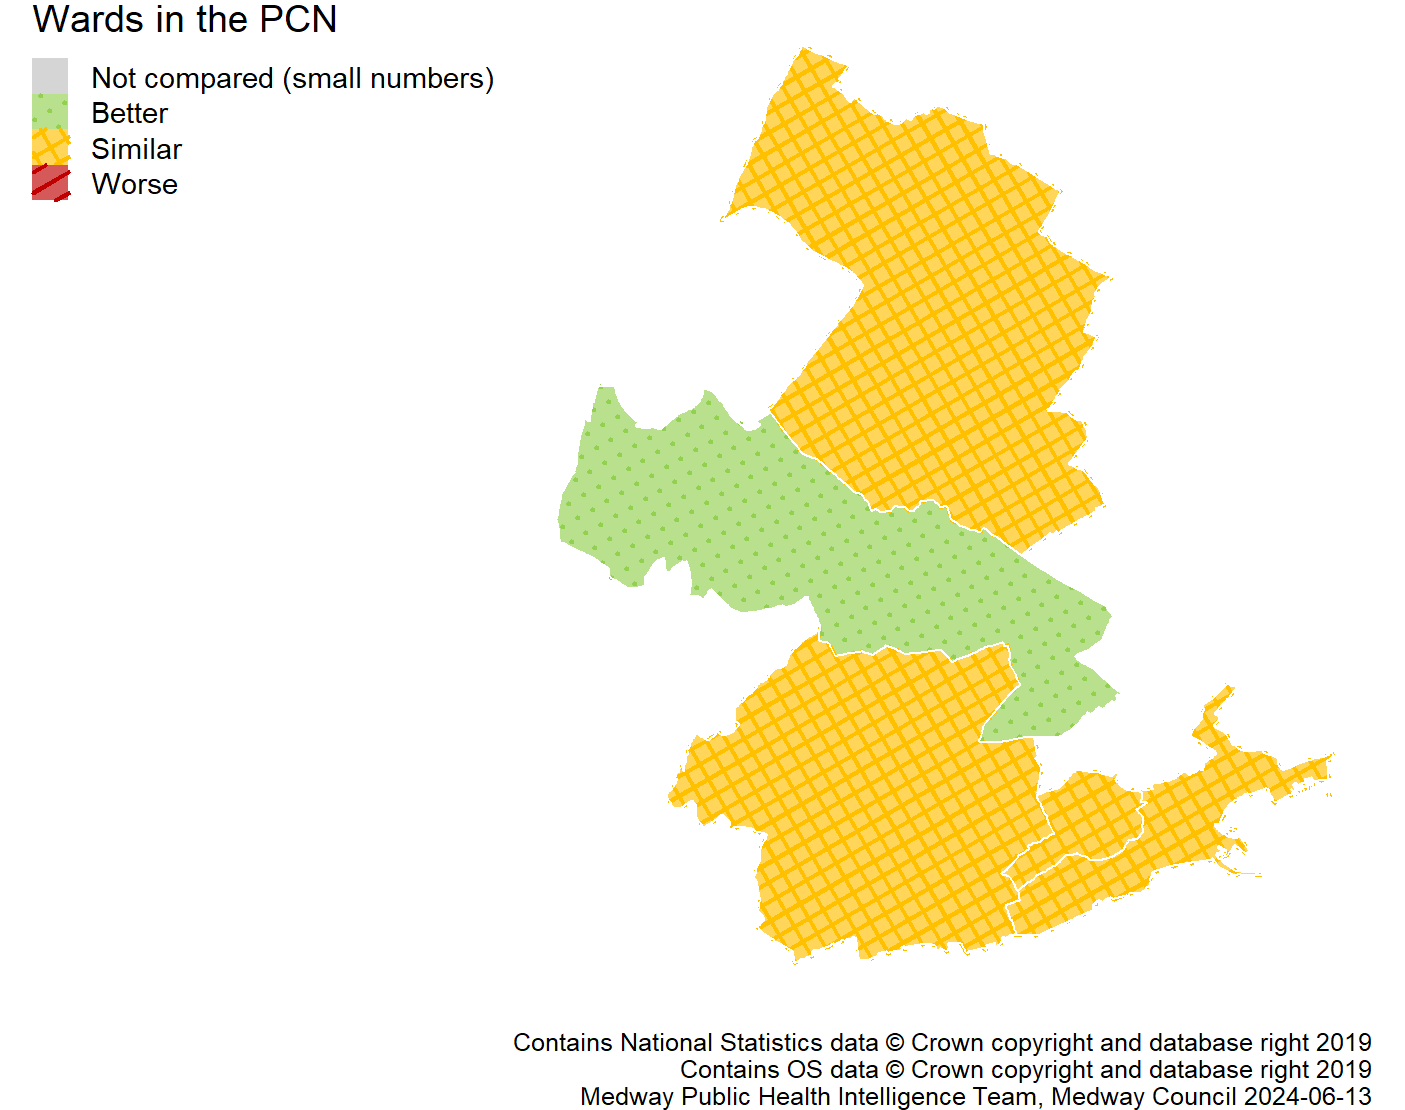 Wards in the PCN
Not compared (small numbers)
Better
Similar
Worse
Contains National Statistics data © Crown copyright and database right 2019
Contains OS data © Crown copyright and database right 2019
Medway Public Health Intelligence Team, Medway Council 2024-06-13